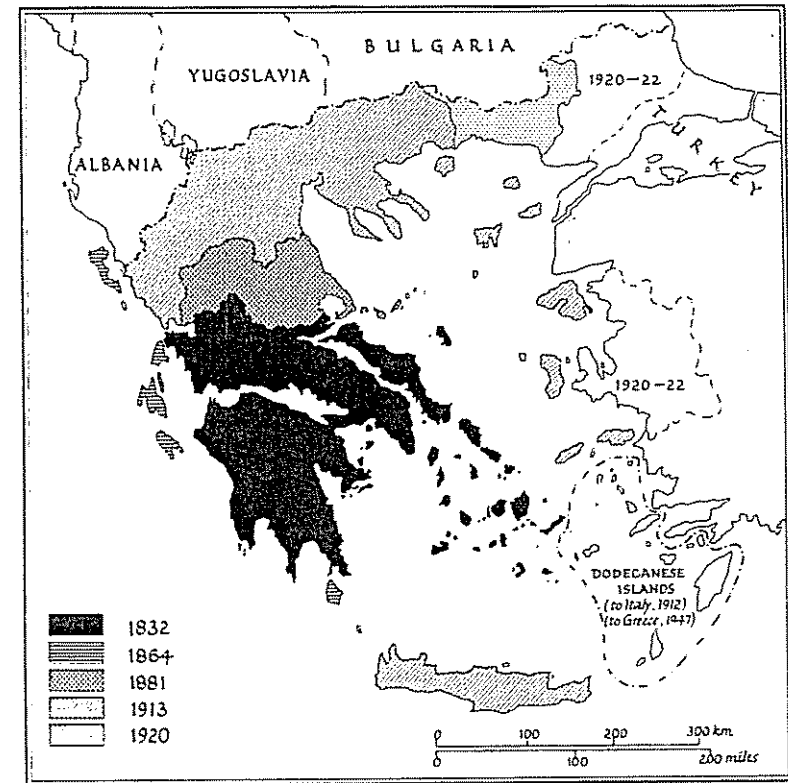 BULGARIA
YUGOSLAVIA
1920–22
TURKEY
ALBANIA
1920–22
DODECANESE
ISLANDS
(to Italy, 1912)
(to Greece, 1947)
1832
1864
1881
1913
1920
0 100 200 300 km
0 100 200 miles